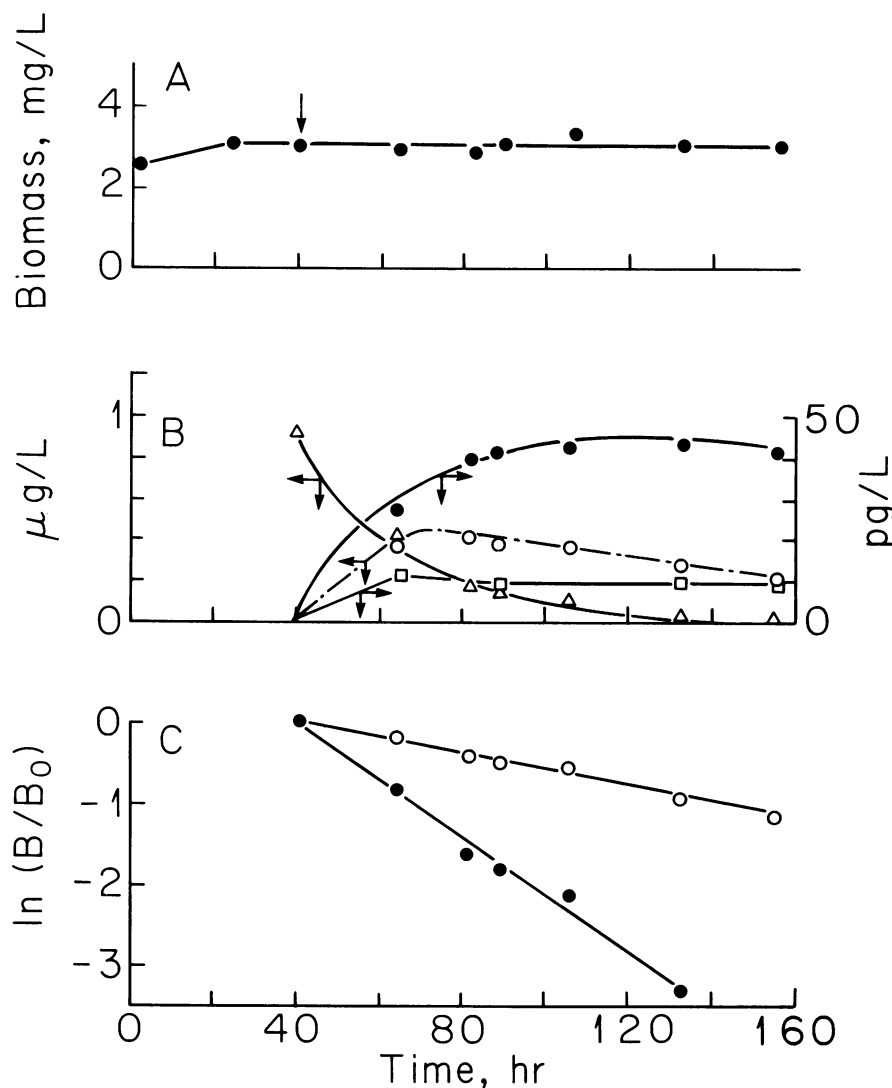 A
Biomass, mg/L
4
2
0
B
μg/L
1
0
50
0
pg/L
C
ln (B/B₀)
0
-1
-2
-3
0 40 80 120 160
Time, hr